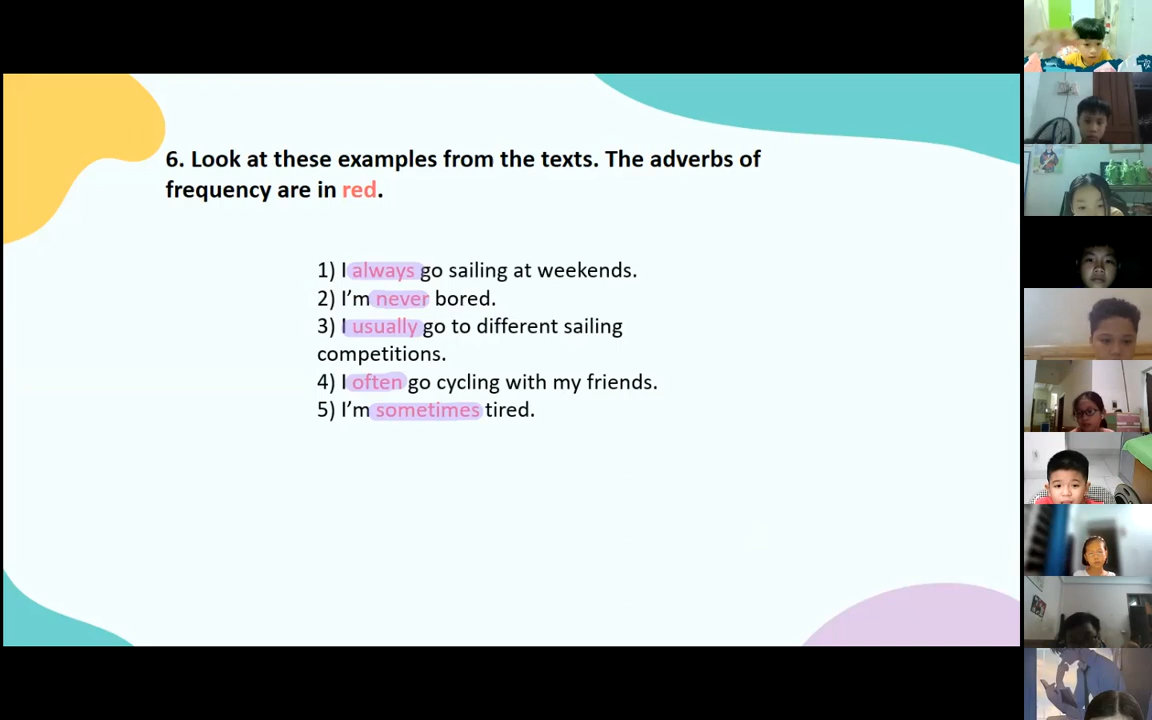 6. Look at these examples from the texts. The adverbs of
frequency are in red.
1) I always go sailing at weekends.
2) I’m never bored.
3) I usually go to different sailing
competitions.
4) I often go cycling with my friends.
5) I’m sometimes tired.